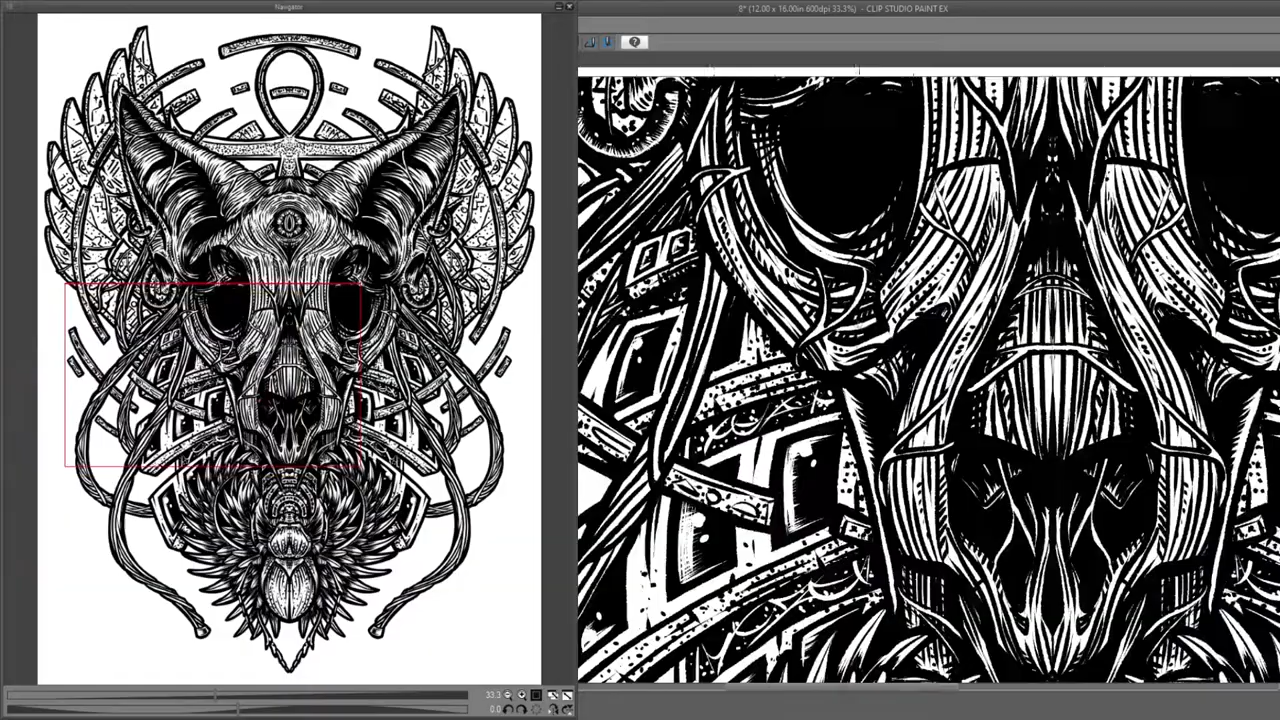 Navigator
8* (12.00 x 16.00in 600dpi 33.3%) - CLIP STUDIO PAINT EX
33.3
0.0